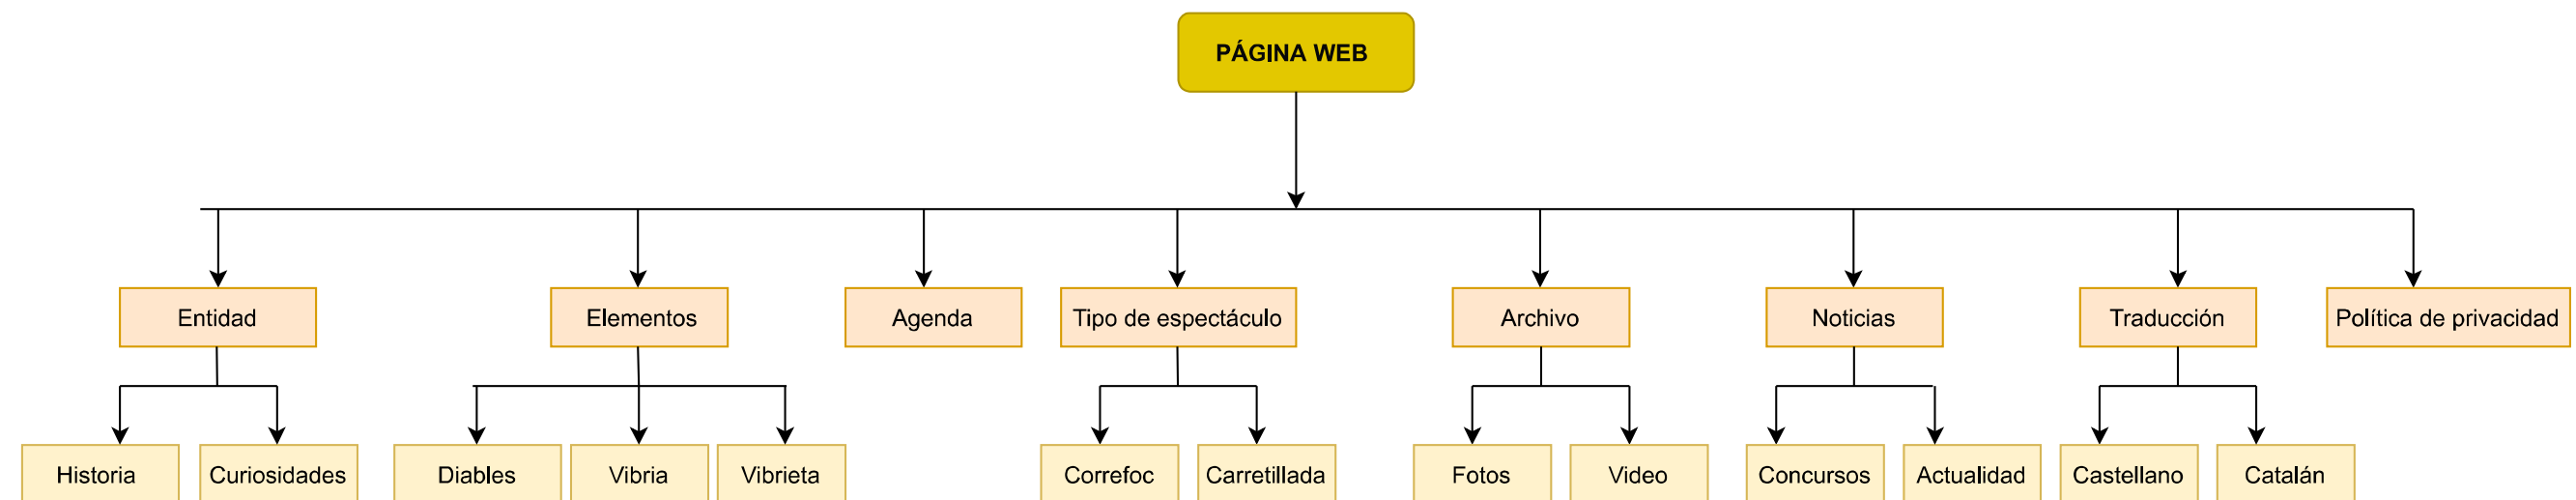 PÁGINA WEB
Entidad
Elementos
Agenda
Tipo de espectáculo
Archivo
Noticias
Traducción
Política de privacidad
Historia
Curiosidades
Diables
Vibria
Vibrieta
Correfoc
Carretillada
Fotos
Video
Concursos
Actualidad
Castellano
Catalán